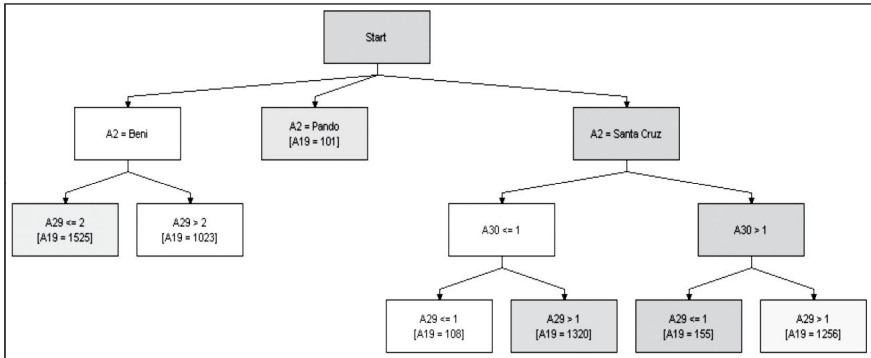 Start
A2 = Beni
A2 = Pando
[A19 = 101]
A2 = Santa Cruz
A29 <= 2
[A19 = 1525]
A29 > 2
[A19 = 1023]
A30 <= 1
A30 > 1
A29 <= 1
[A19 = 108]
A29 > 1
[A19 = 1320]
A29 <= 1
[A19 = 155]
A29 > 1
[A19 = 1256]